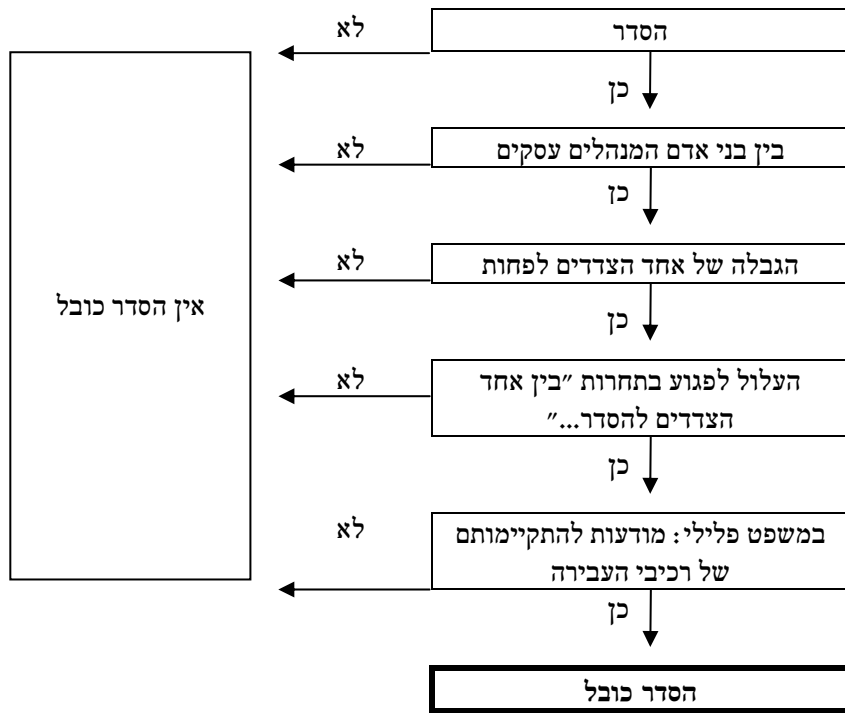 הסדר
לא
כן
בין בני אדם המנהלים עסקים
לא
כן
הגבלה של אחד הצדדים לפחות
לא
אין הסדר כובל
כן
העלול לפגוע בתחרות "בין אחד
הצדדים להסדר..."
לא
כן
במשפט פלילי: מודעות להתקיימותם
של רכיבי העבירה
לא
כן
הסדר כובל